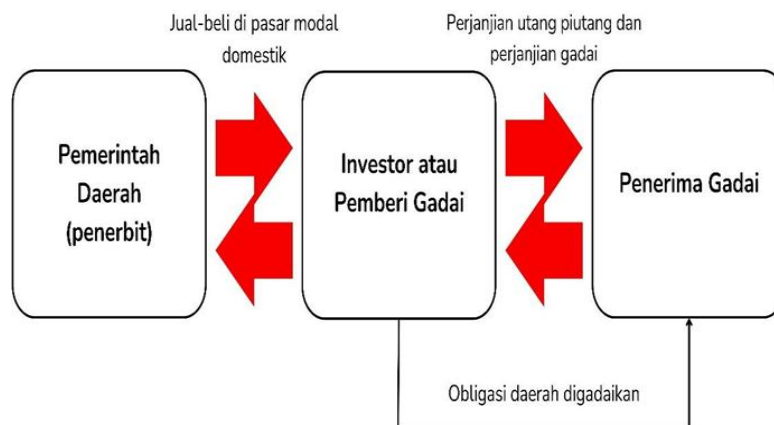 Jual-beli di pasar modal
domestik
Perjanjian utang piutang dan
perjanjian gadai
Pemerintah
Daerah
(penerbit)
Investor atau
Pemberi Gadai
Penerima Gadai
Obligasi daerah digadaikan